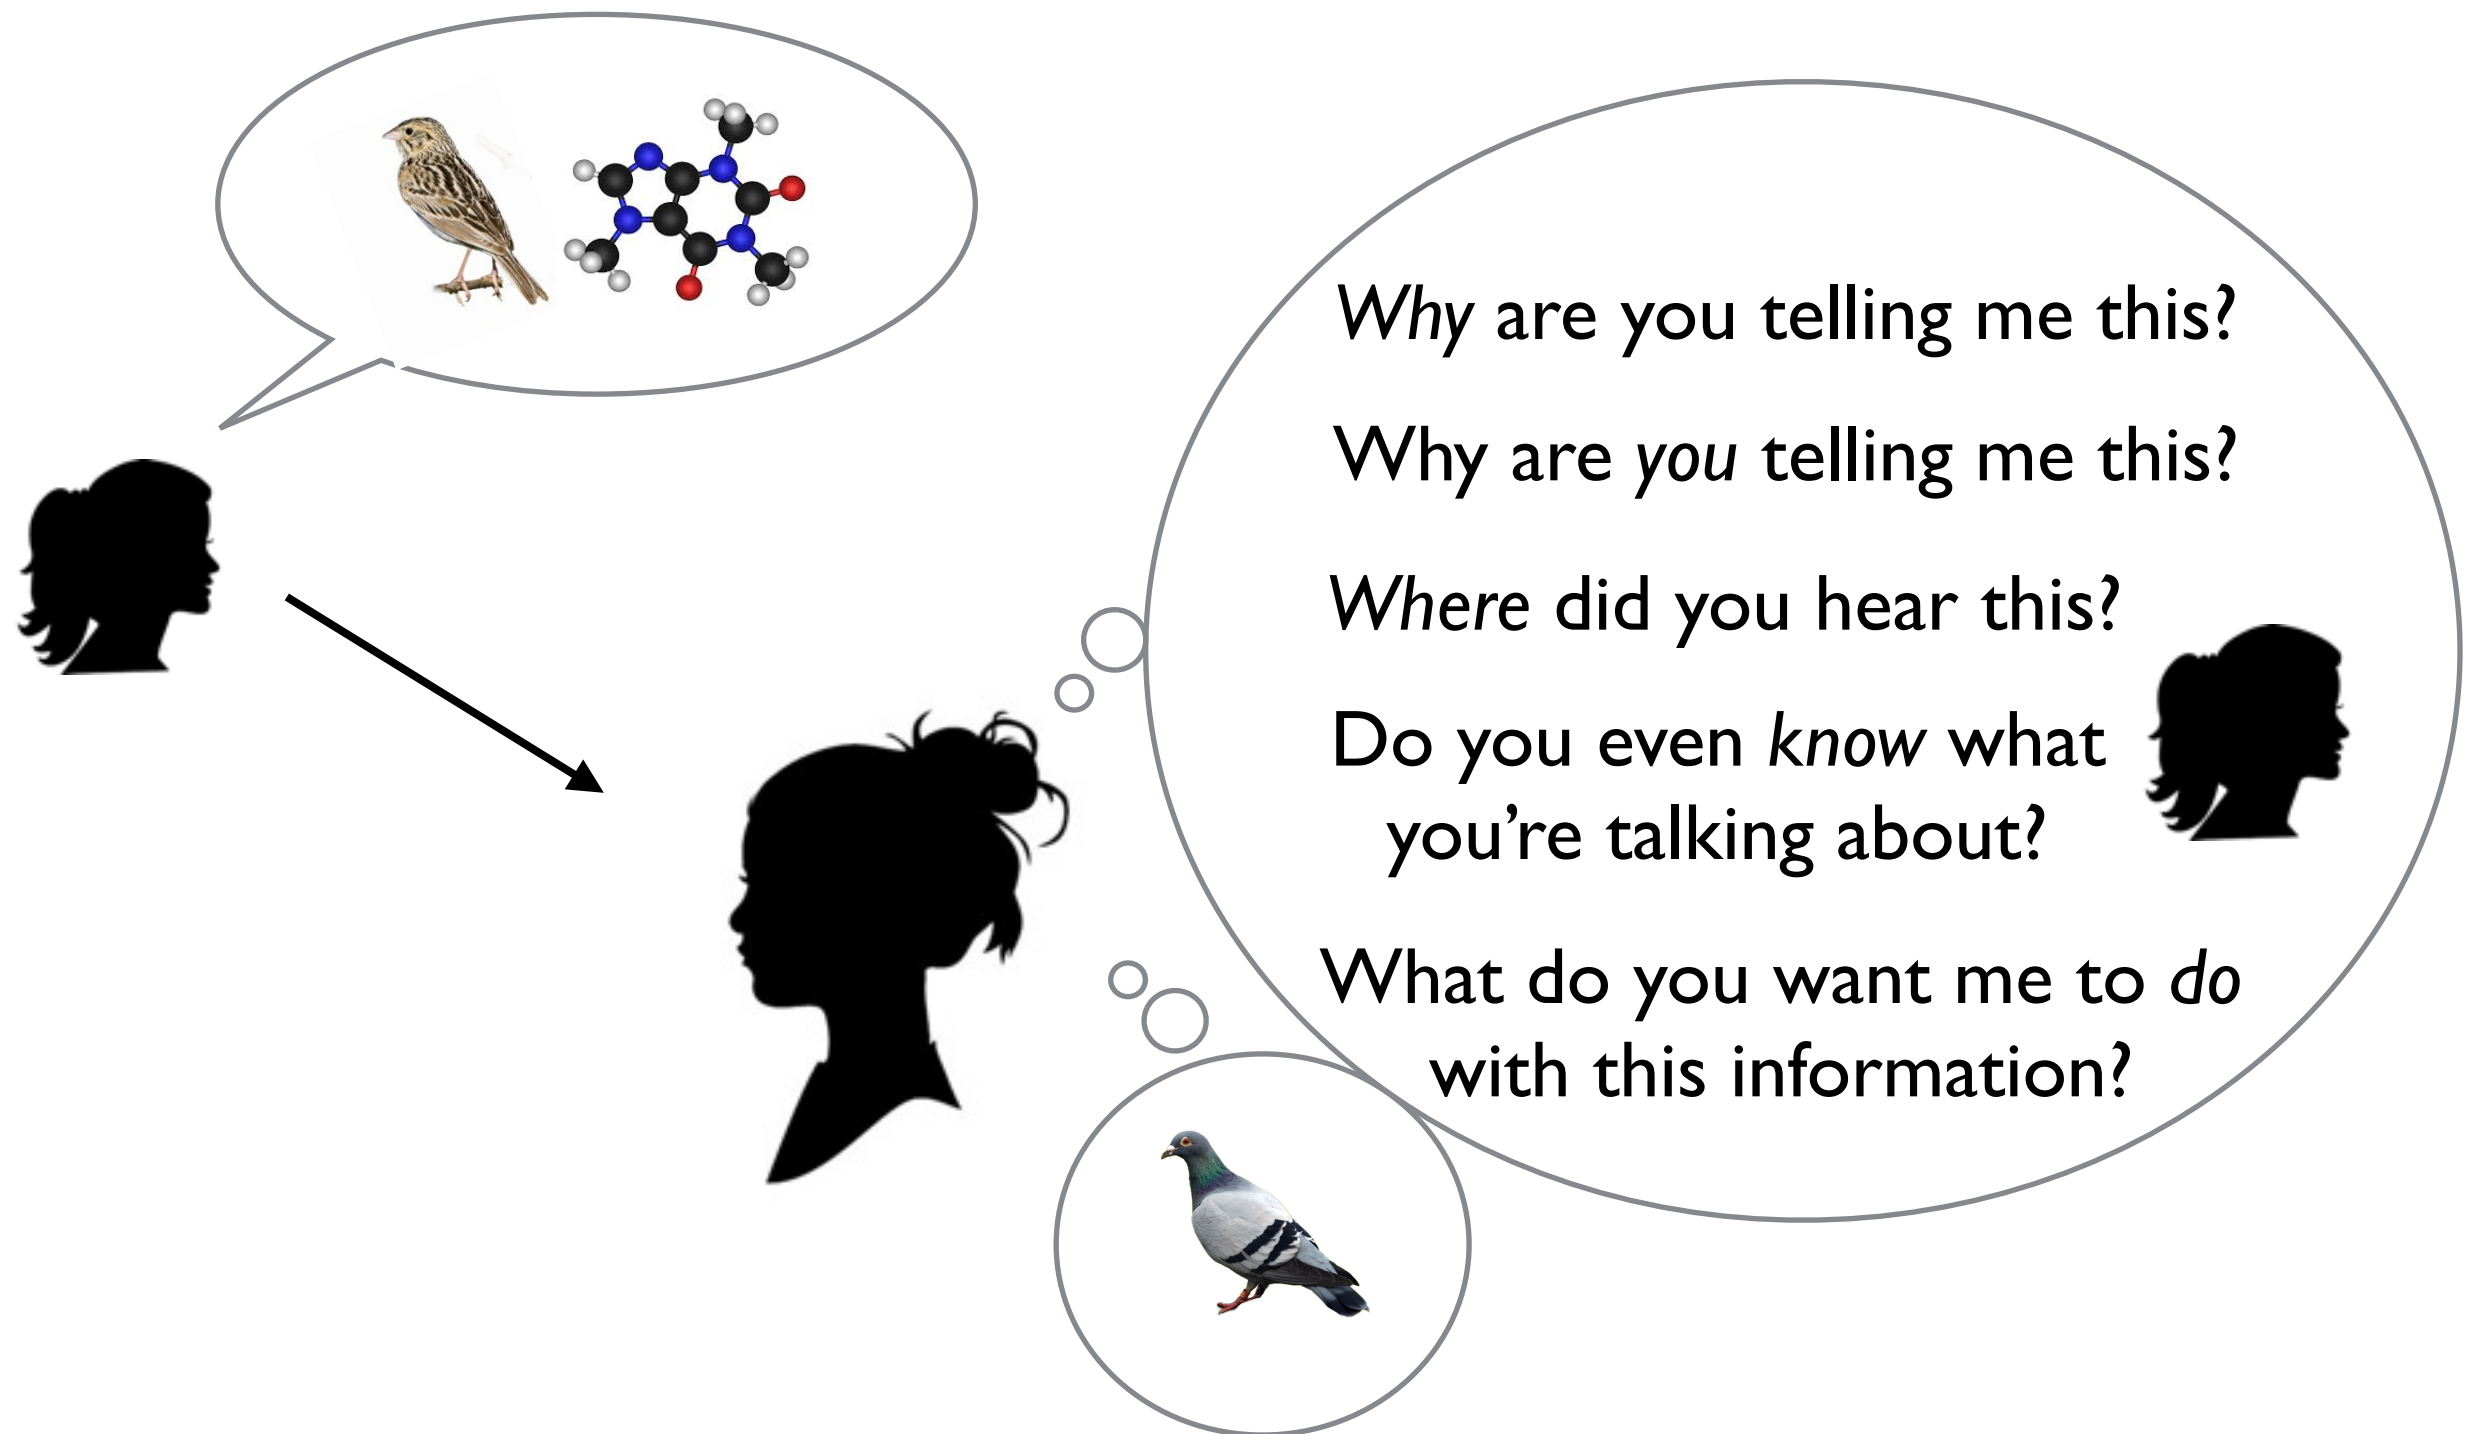 Why are you telling me this?
Why are you telling me this?
Where did you hear this?
Do you even know what
you’re talking about?
What do you want me to do
with this information?